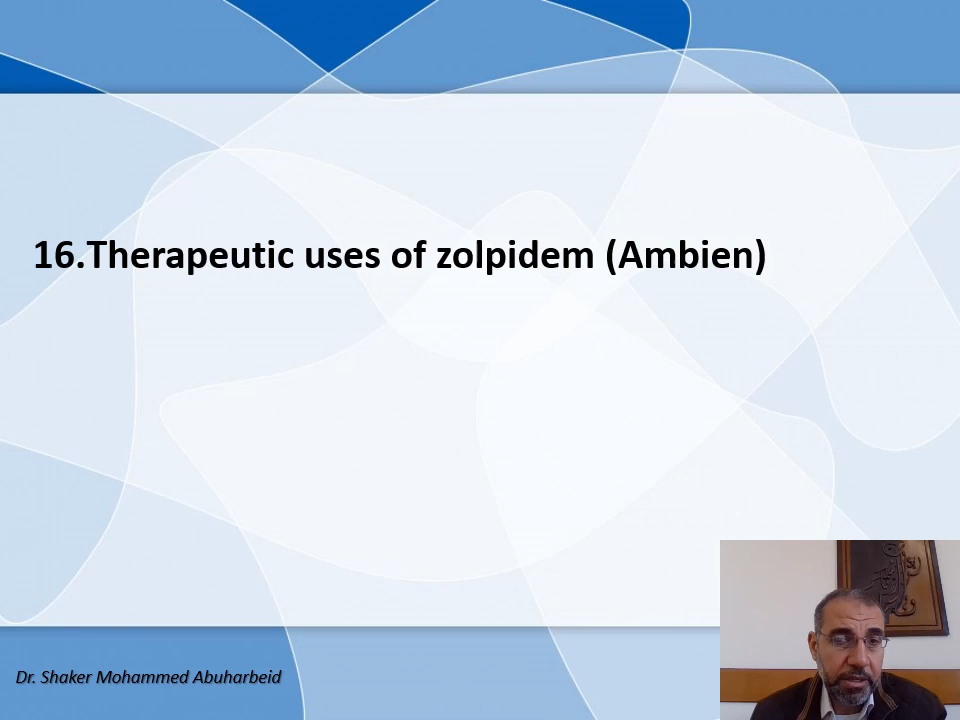 16.Therapeutic uses of zolpidem (Ambien)
Dr. Shaker Mohammed Abuharbeid